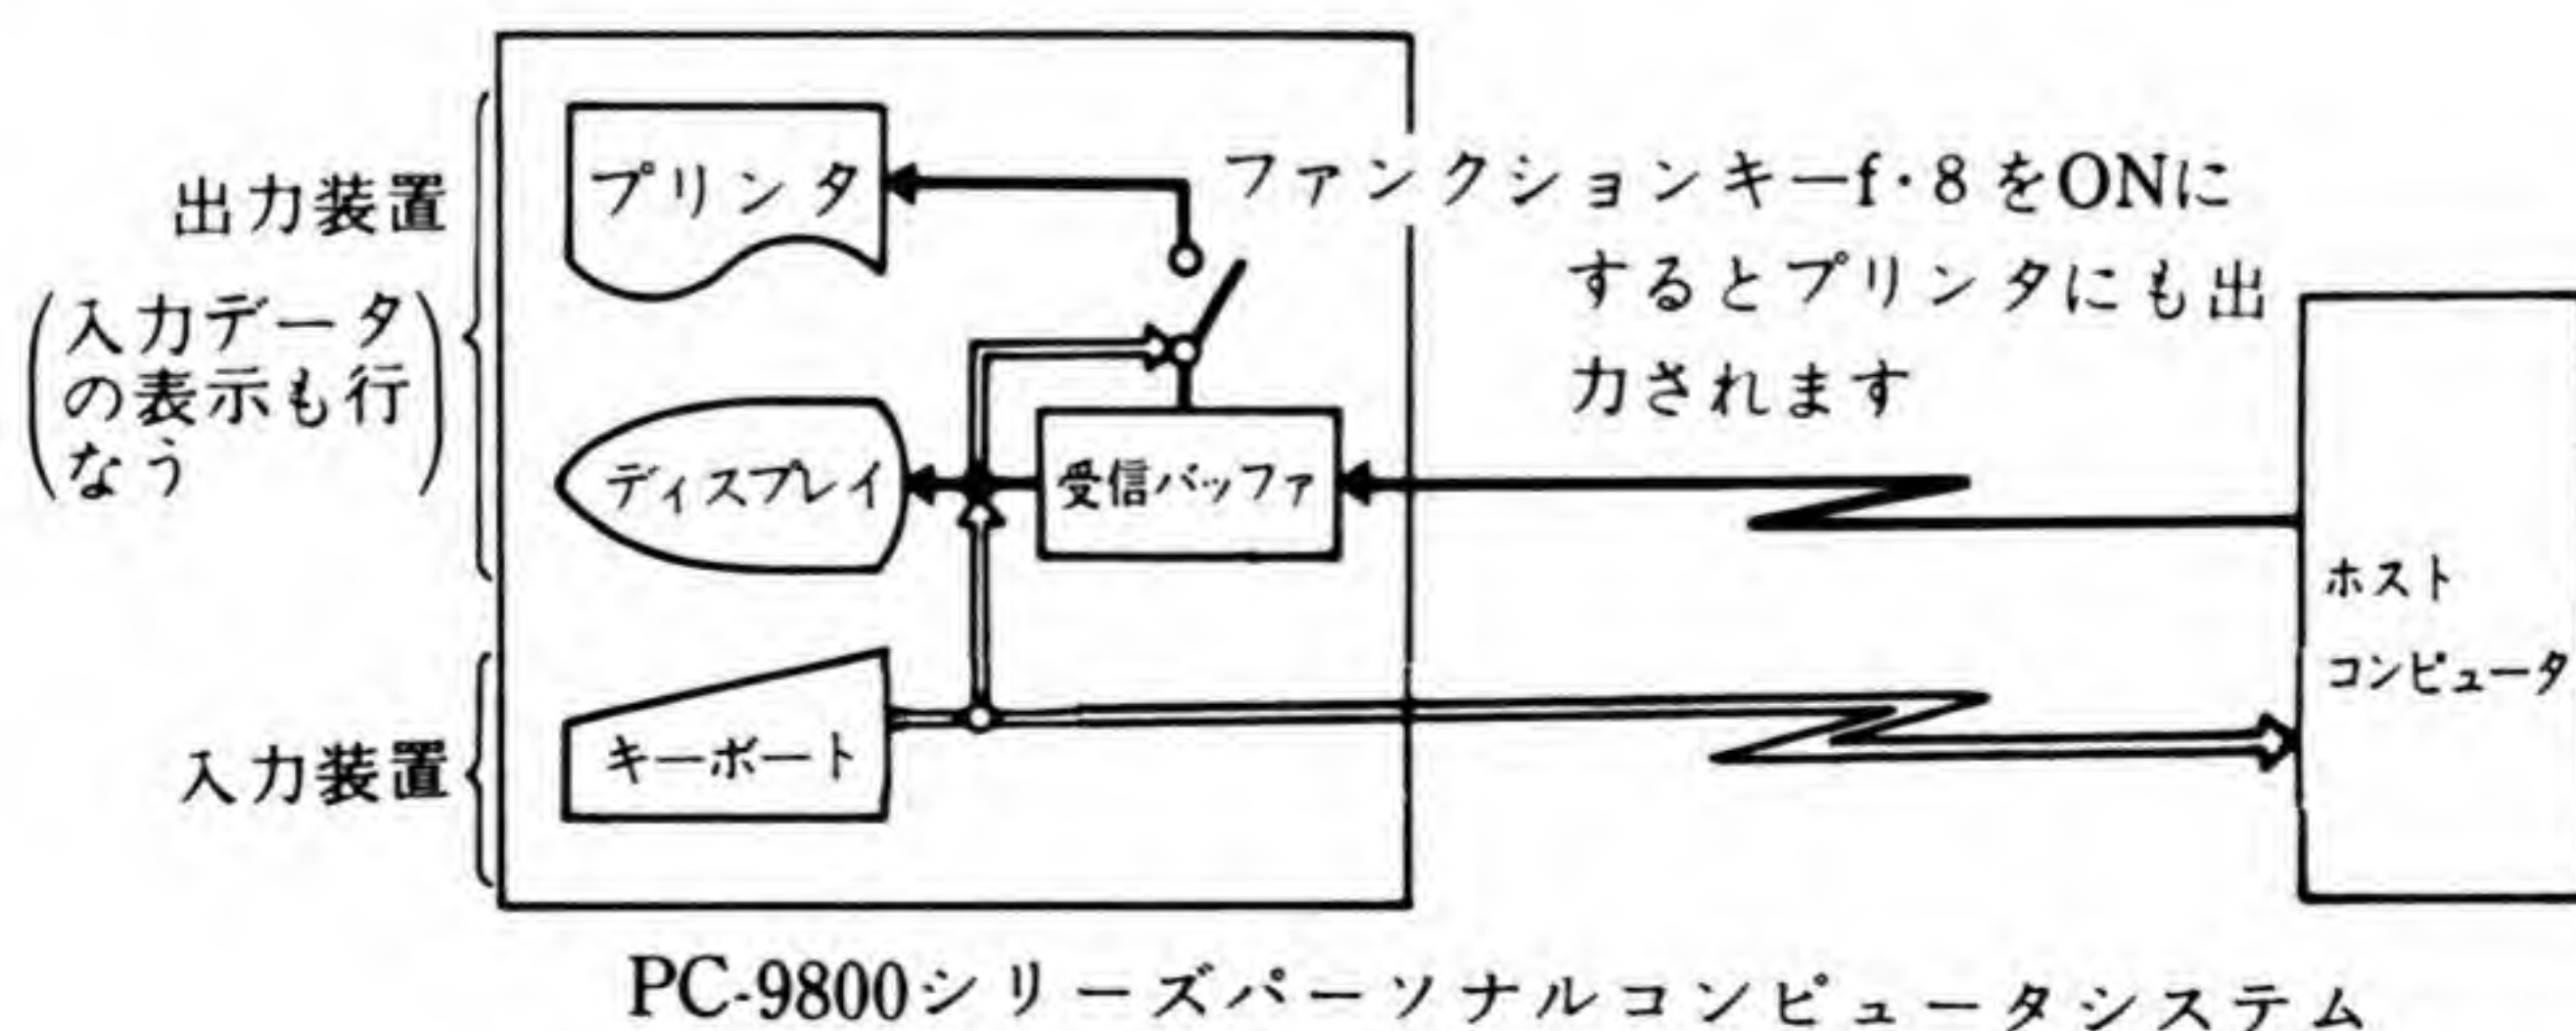 出力装置
(入力データ
の表示も行
なう)
プリンタ
ファンクションキーf・8をONに
するとプリンタにも出
力されます
ディスプレイ
受信バッファ
ホスト
コンピュータ
入力装置
キーボート
PC-9800シリーズパーソナルコンピュータシステム